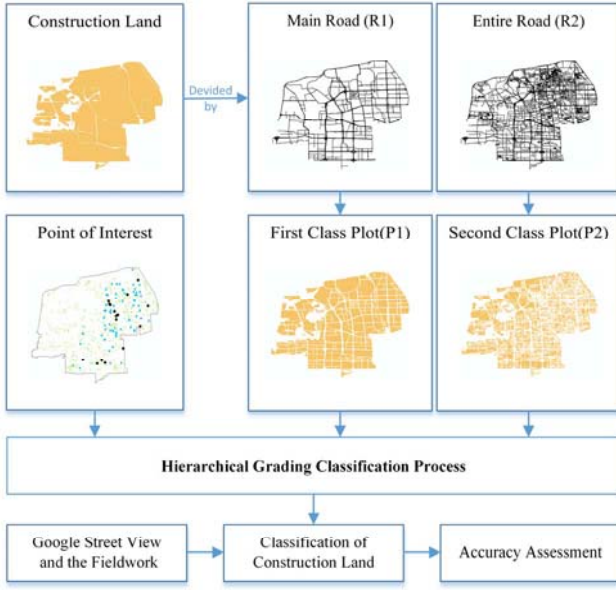 Construction Land
Devided
by
Main Road (R1)
Entire Road (R2)
Point of Interest
First Class Plot(P1)
Second Class Plot(P2)
Hierarchical Grading Classification Process
Google Street View
and the Fieldwork
Classification of
Construction Land
Accuracy Assessment